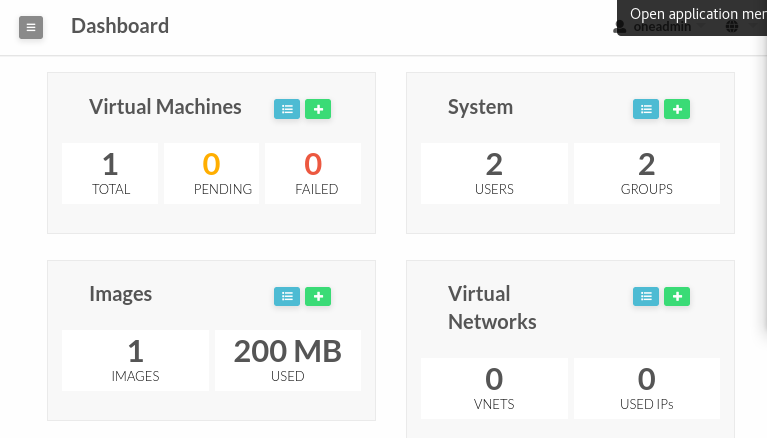 Dashboard
Open application
oneadmin
Virtual Machines
1
TOTAL
0
PENDING
0
FAILED
System
2
USERS
2
GROUPS
Images
1
IMAGES
200 MB
USED
Virtual
Networks
0
VNETS
0
USED IPs